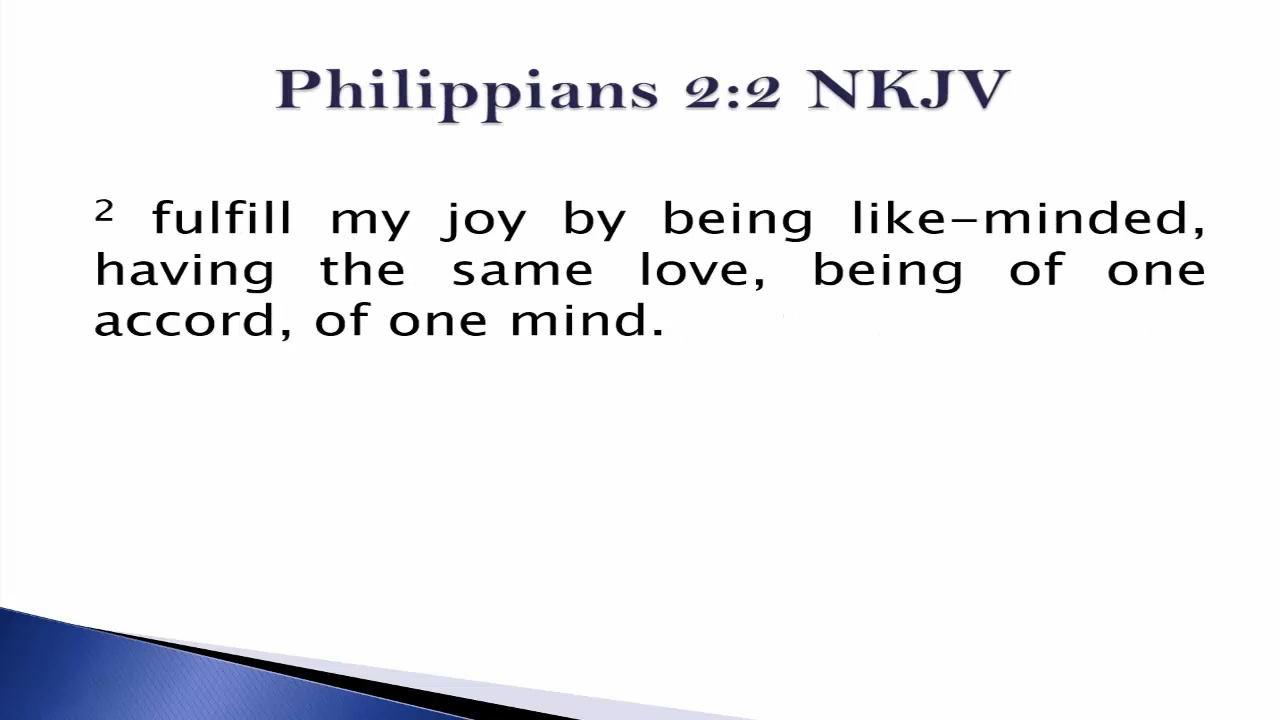 Philippians 2:2 NKJV
2 fulfill my joy by being like-minded,
having the same love, being of one
accord, of one mind.